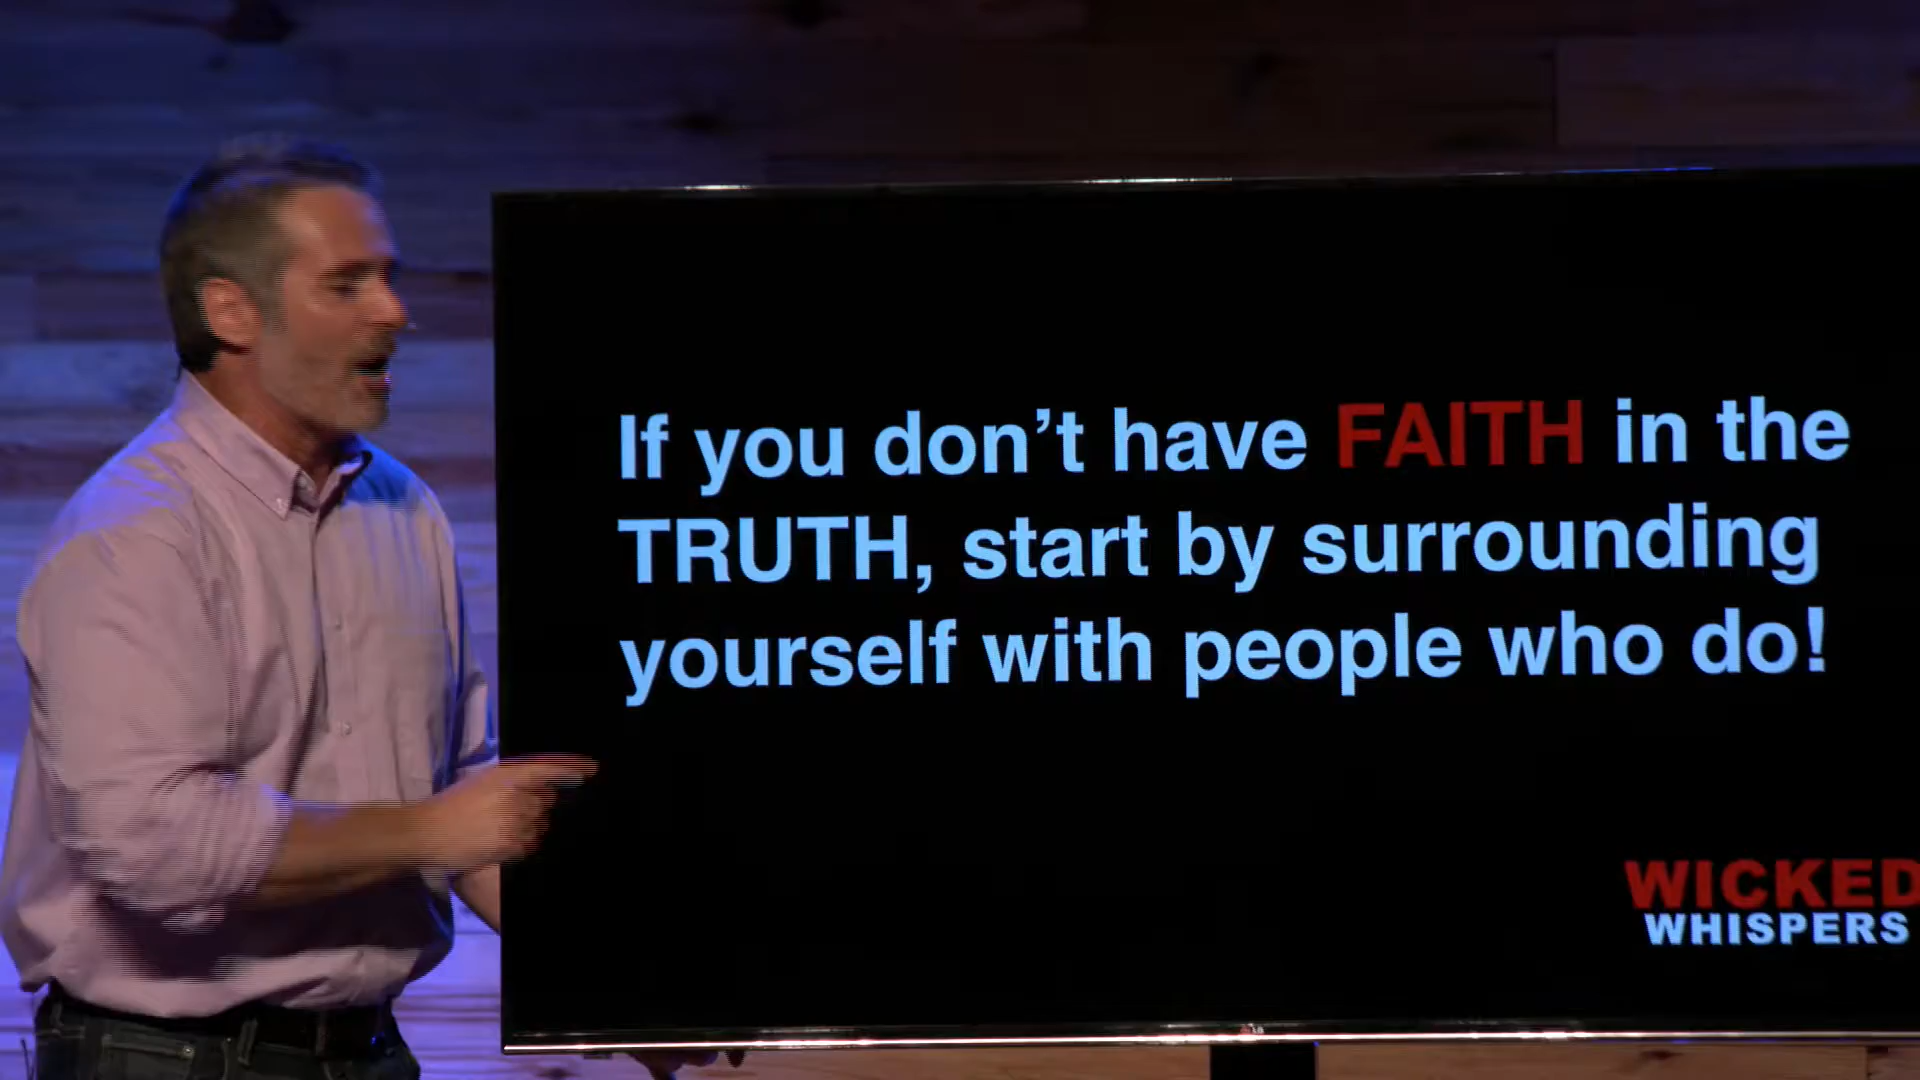 If you don’t have FAITH in the
TRUTH, start by surrounding
yourself with people who do!
WICKED
WHISPERS